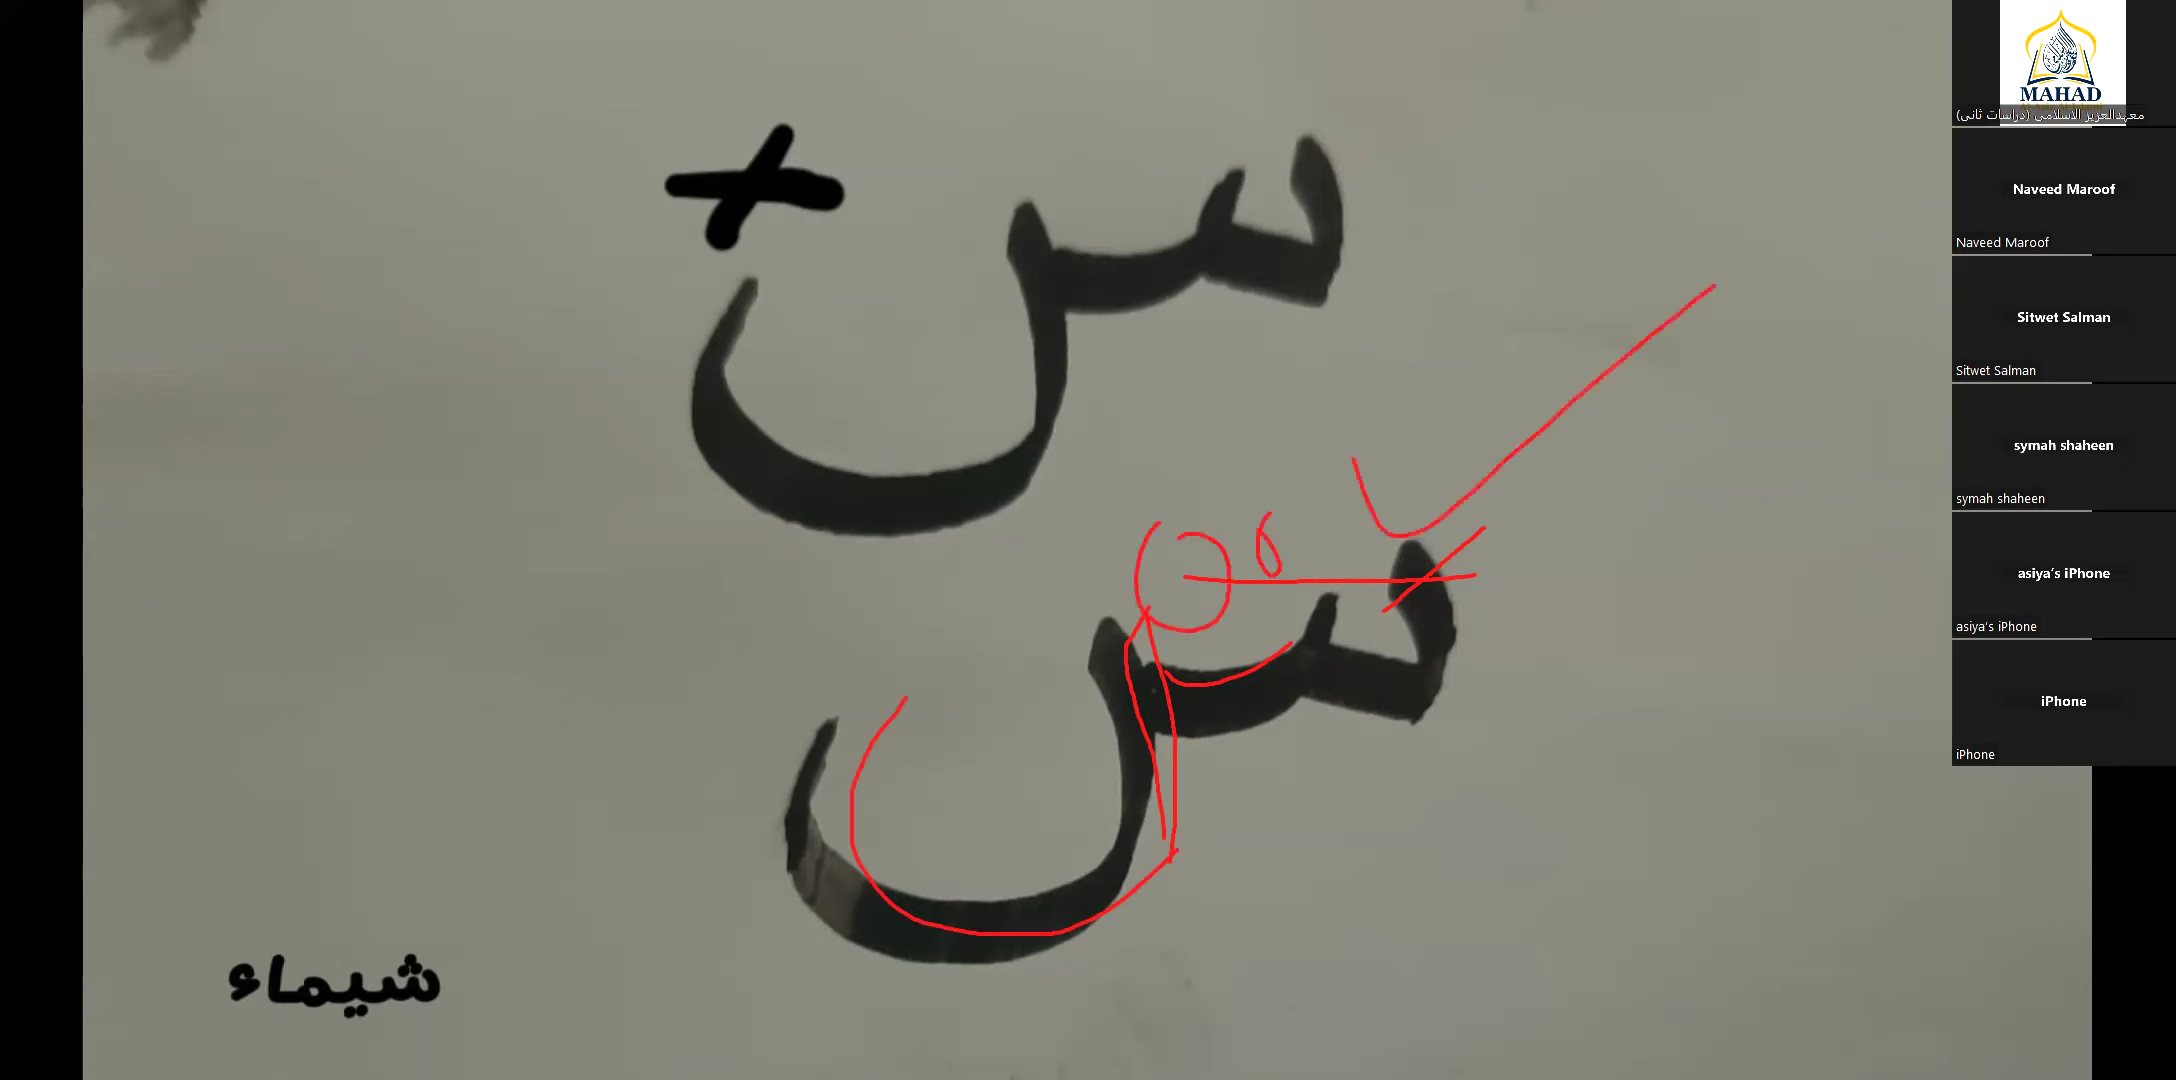 س
س
شيماء
MAHAD
معہدالعزیز الاسلامی (دراسات ثانی)
Naveed Maroof
Naveed Maroof
Sitwet Salman
Sitwet Salman
symah shaheen
symah shaheen
asiya's iPhone
asiya's iPhone
iPhone
iPhone